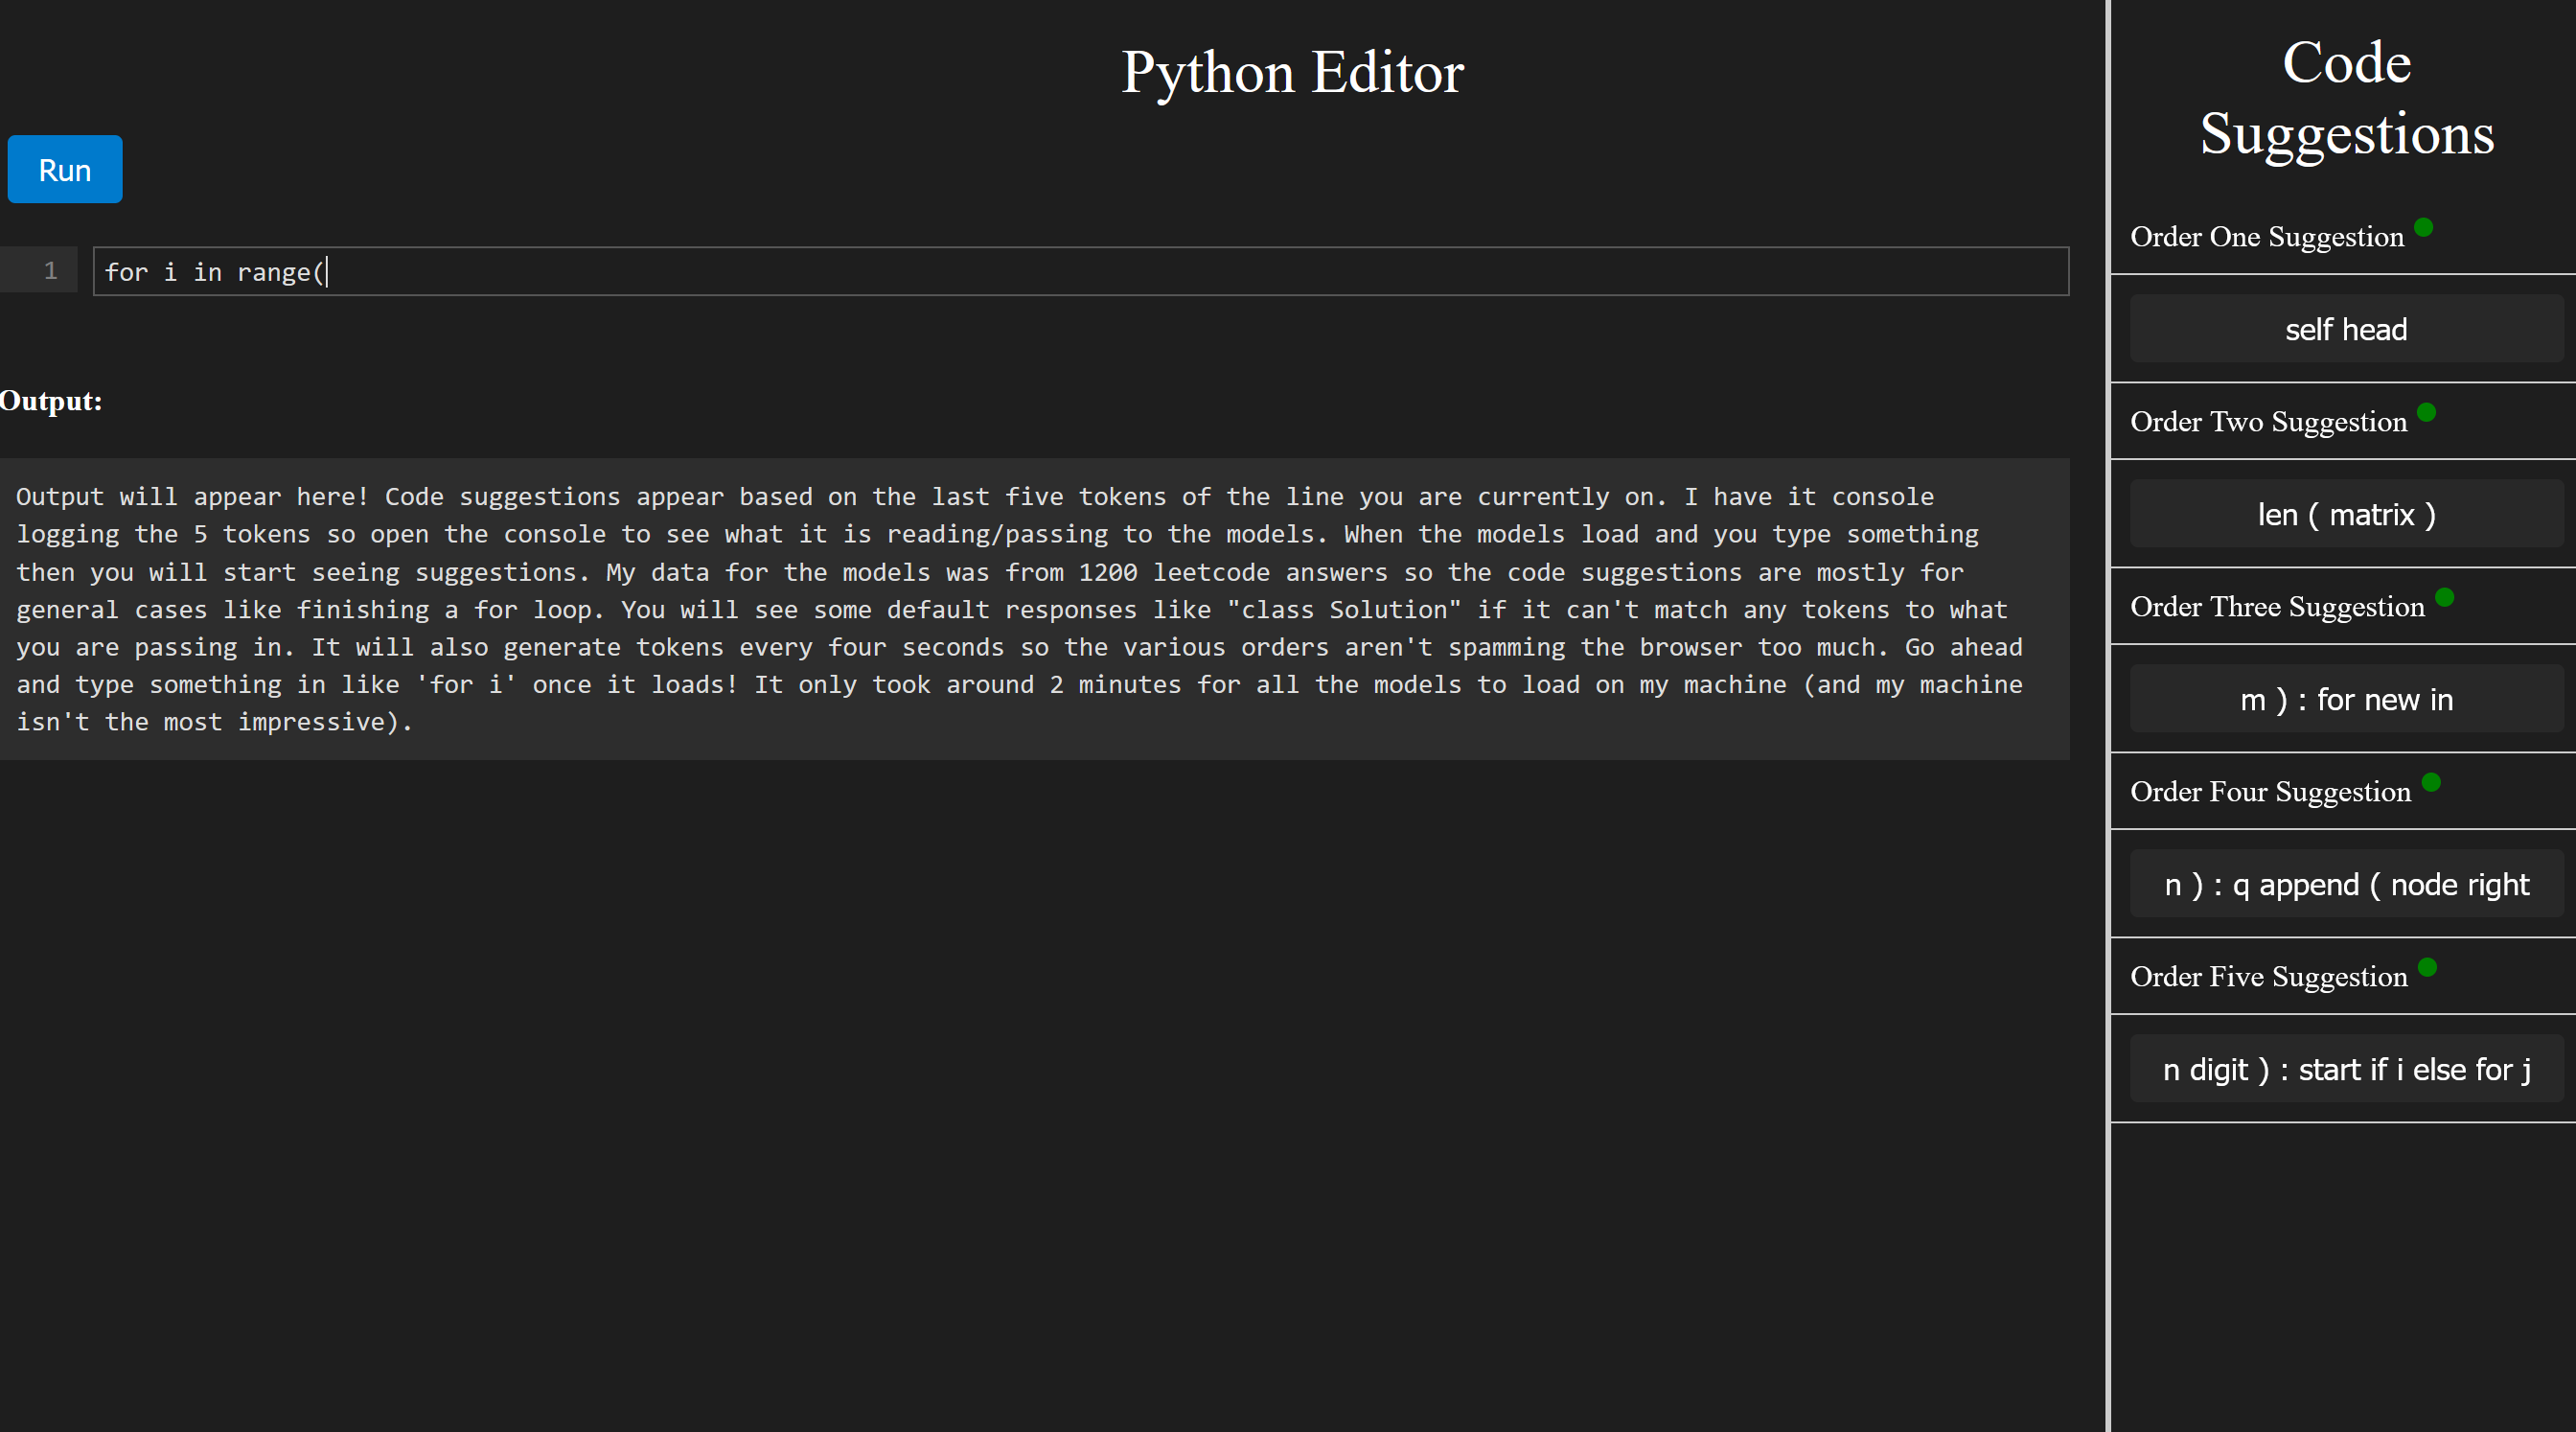 Python Editor
Run
1
for i in range(
Output:
Output will appear here! Code suggestions appear based on the last five tokens of the line you are currently on. I have it console
logging the 5 tokens so open the console to see what it is reading/passing to the models. When the models load and you type something
then you will start seeing suggestions. My data for the models was from 1200 leetcode answers so the code suggestions are mostly for
general cases like finishing a for loop. You will see some default responses like "class Solution" if it can't match any tokens to what
you are passing in. It will also generate tokens every four seconds so the various orders aren't spamming the browser too much. Go ahead
and type something in like 'for i' once it loads! It only took around 2 minutes for all the models to load on my machine (and my machine
isn't the most impressive).
Code
Suggestions
Order One Suggestion
self head
Order Two Suggestion
len ( matrix )
Order Three Suggestion
m ) : for new in
Order Four Suggestion
n ) : q append ( node right
Order Five Suggestion
n digit ) : start if i else for j